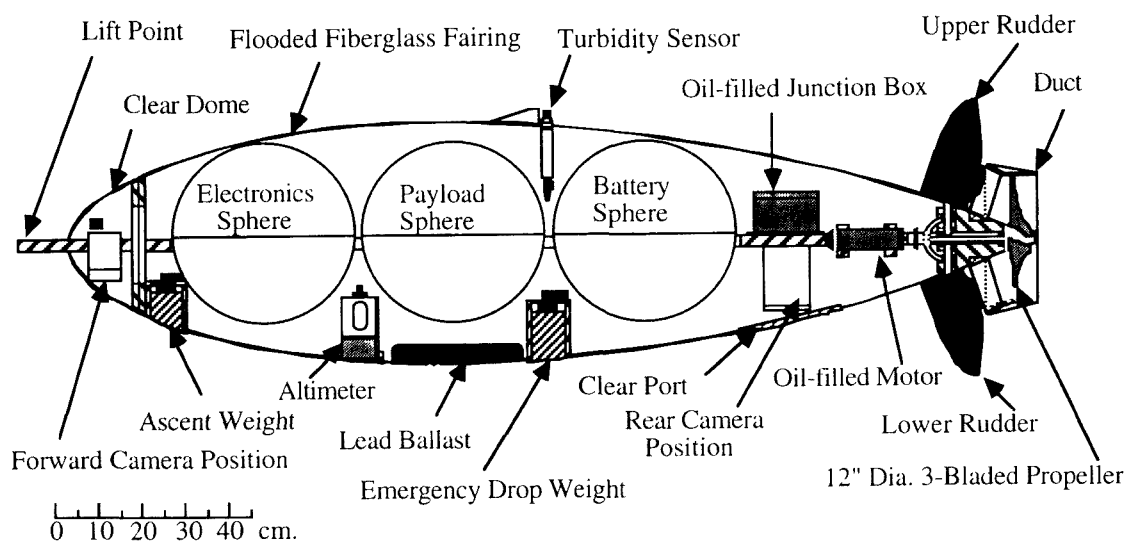 Lift Point
Flooded Fiberglass Fairing
Turbidity Sensor
Upper Rudder
Oil-filled Junction Box
Duct
Clear Dome
Electronics
Sphere
Payload
Sphere
Battery
Sphere
Altimeter
Clear Port
Oil-filled Motor
Ascent Weight
Lead Ballast
Rear Camera
Position
Lower Rudder
Forward Camera Position
Emergency Drop Weight
12" Dia. 3-Bladed Propeller
0 10 20 30 40 cm.